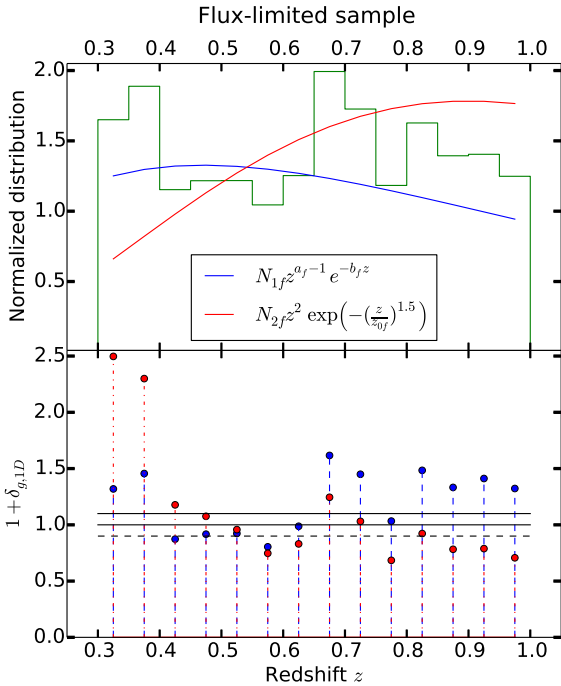 Flux-limited sample
0.3 0.4 0.5 0.6 0.7 0.8 0.9 1.0
Normalized distribution
2.0
1.5
1.0
0.5
N_{1f} z^{a_f-1} e^{-b_f z}
N_{2f} z^2 exp(-(z/z_{0f})^{1.5})
1+δ_{g,1D}
2.5
2.0
1.5
1.0
0.5
0.0
0.3 0.4 0.5 0.6 0.7 0.8 0.9 1.0
Redshift z